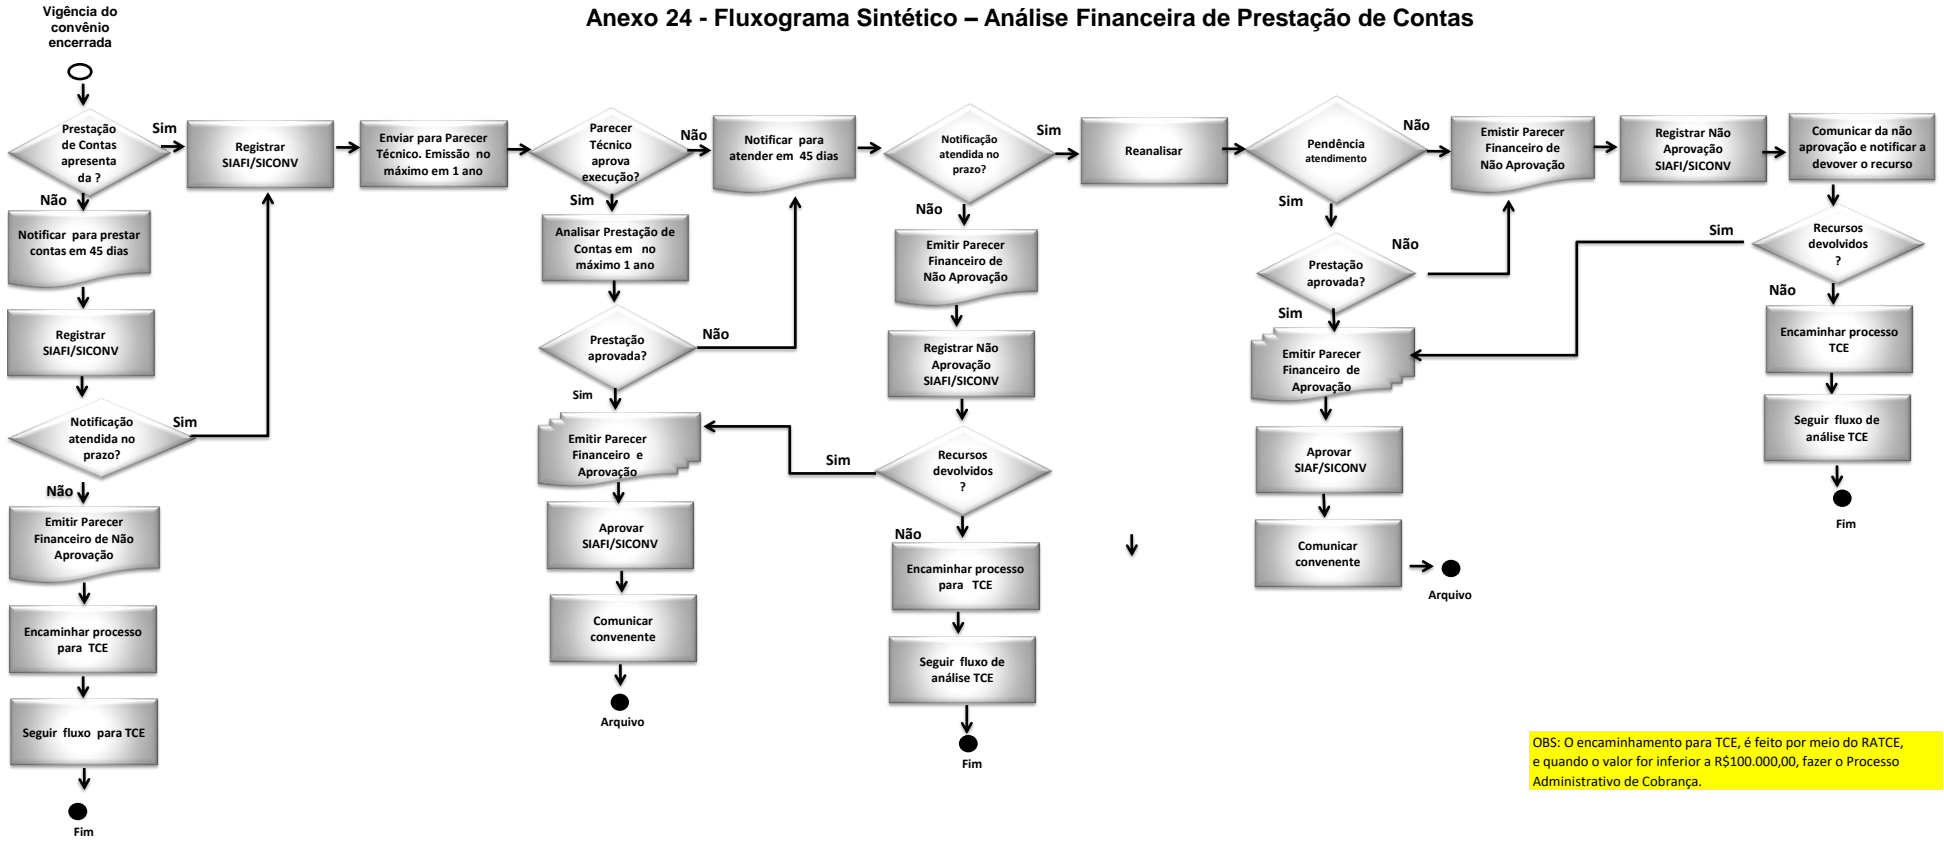 Vigência do
convênio
encerrada
Anexo 24 - Fluxograma Sintético – Análise Financeira de Prestação de Contas
Prestação
de Contas
apresenta
da ?
Sim
Não
Registrar
SIAFI/SICONV
Enviar para Parecer
Técnico. Emissão no
máximo em 1 ano
Parecer
Técnico
aprova
execução?
Não
Sim
Notificar para
atender em 45 dias
Notificação
atendida no
prazo?
Sim
Não
Reanalisar
Pendência
atendimento
Não
Sim
Emistir Parecer
Financeiro de
Não Aprovação
Registrar Não
Aprovação
SIAFI/SICONV
Comunicar da não
aprovação e notificar a
devover o recurso
Notificar para prestar
contas em 45 dias
Registrar
SIAFI/SICONV
Notificação
atendida no
prazo?
Sim
Não
Emitir Parecer
Financeiro de Não
Aprovação
Encaminhar processo
para TCE
Seguir fluxo para TCE
Fim
Analisar Prestação de
Contas em no
máximo 1 ano
Prestação
aprovada?
Não
Sim
Emitir Parecer
Financeiro e
Aprovação
Aprovar
SIAFI/SICONV
Comunicar
convenente
Arquivo
Emitir Parecer
Financeiro de
Não Aprovação
Registrar Não
Aprovação
SIAFI/SICONV
Recursos
devolvidos
?
Sim
Não
Encaminhar processo
para TCE
Seguir fluxo de
análise TCE
Fim
Prestação
aprovada?
Não
Sim
Emitir Parecer
Financeiro de
Aprovação
Aprovar
SIAF/SICONV
Comunicar
convenente
Arquivo
Recursos
devolvidos
?
Sim
Não
Encaminhar processo
TCE
Seguir fluxo de
análise TCE
Fim
OBS: O encaminhamento para TCE, é feito por meio do RATCE,
e quando o valor for inferior a R$100.000,00, fazer o Processo
Administrativo de Cobrança.